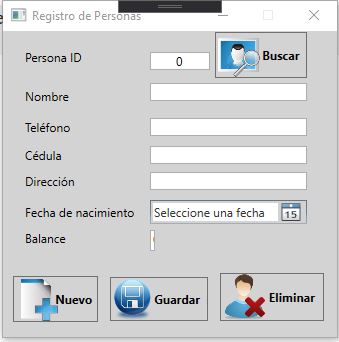 Registro de Personas
Persona ID 0 Buscar
Nombre
Teléfono
Cédula
Dirección
Fecha de nacimiento Seleccione una fecha 15
Balance
Nuevo Guardar Eliminar